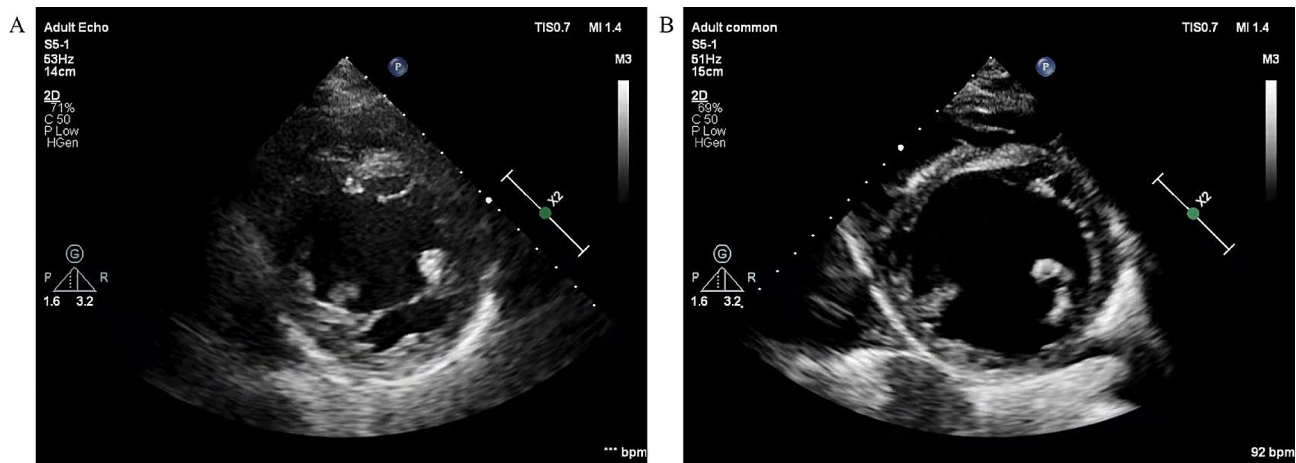 A
Adult Echo
TIS0.7 MI 1.4
S5-1
53Hz
14cm
M3
2D
71%
C 50
P Low
HGen
P
X2
G
P R
1.6 3.2
*** bpm
B
Adult common
TIS0.7 MI 1.4
S5-1
51Hz
15cm
M3
2D
69%
C 50
P Low
HGen
P
X2
G
P R
1.6 3.2
92 bpm